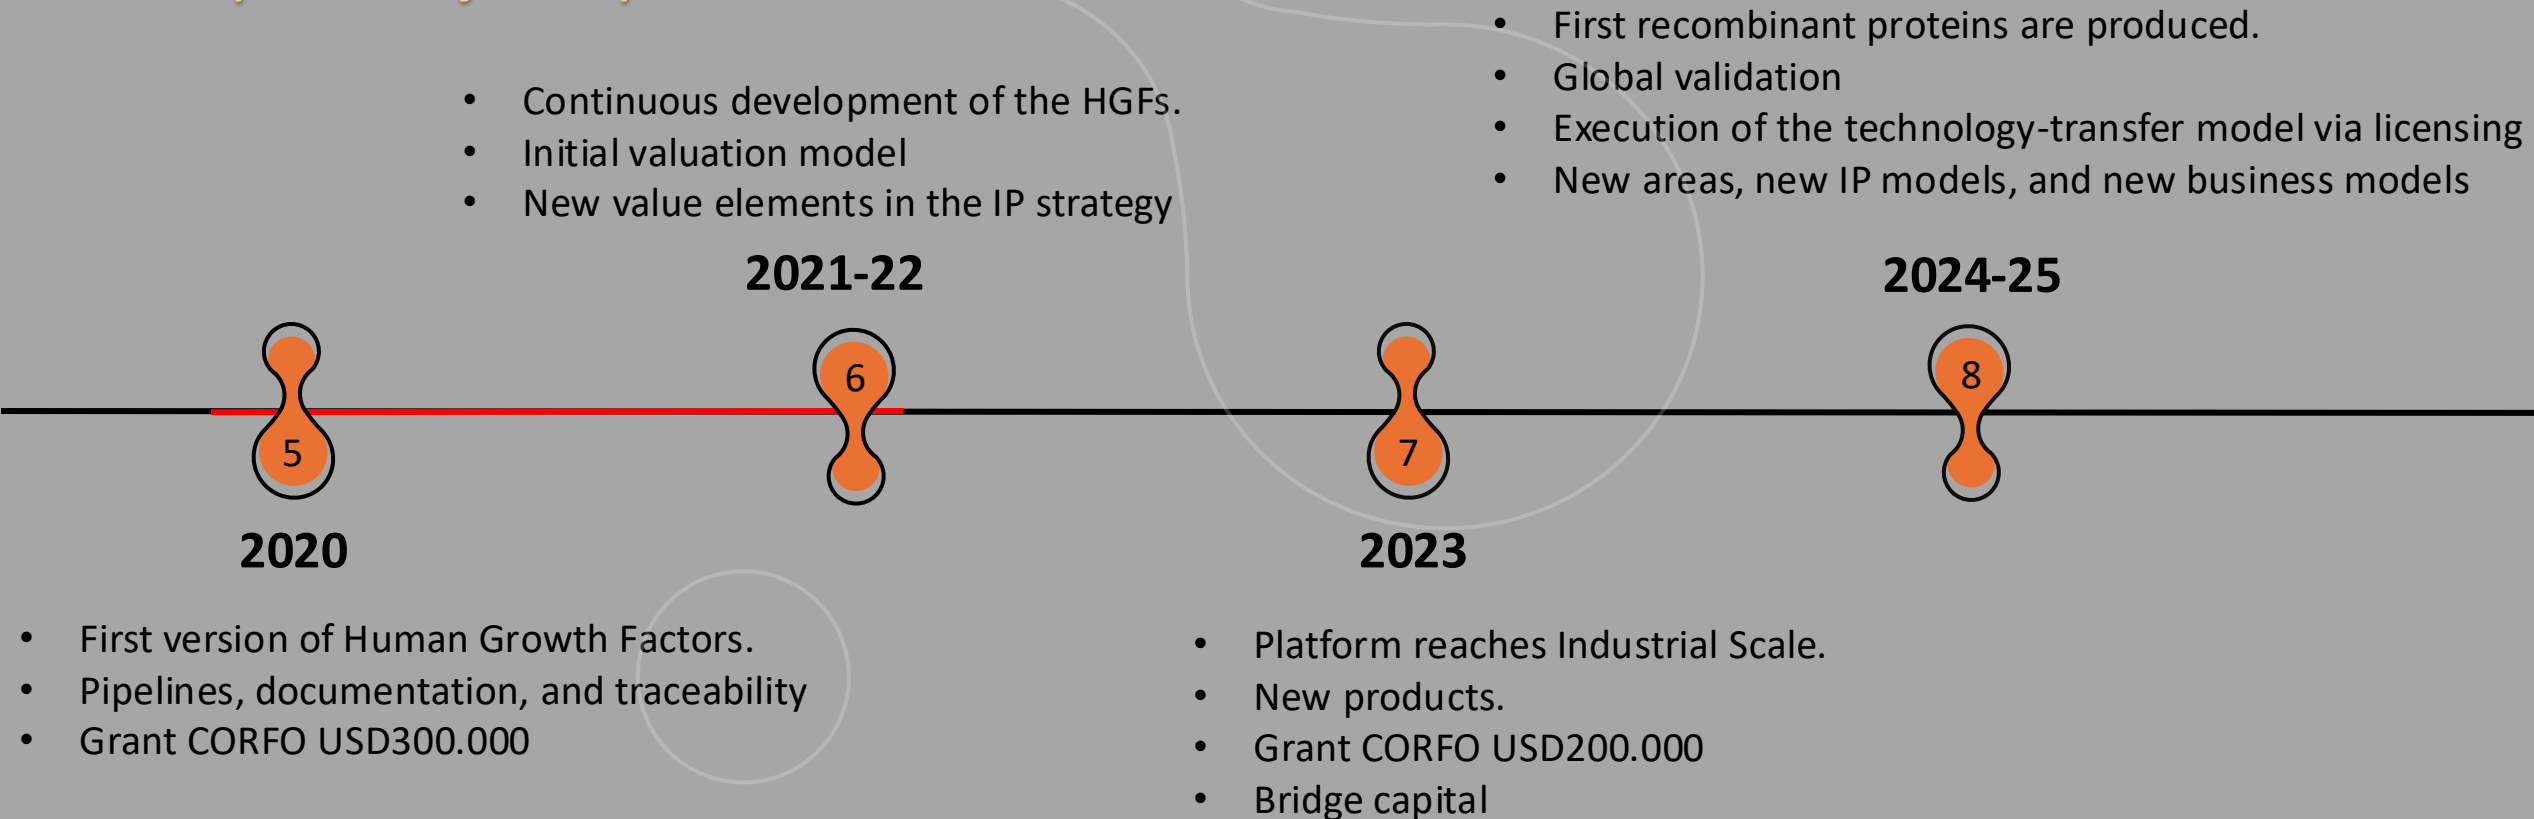 • Continuous development of the HGFs.
• Initial valuation model
• New value elements in the IP strategy
2021-22
• First recombinant proteins are produced.
• Global validation
• Execution of the technology-transfer model via licensing
• New areas, new IP models, and new business models
2024-25
5
6
7
8
2020
• First version of Human Growth Factors.
• Pipelines, documentation, and traceability
• Grant CORFO USD300.000
2023
• Platform reaches Industrial Scale.
• New products.
• Grant CORFO USD200.000
• Bridge capital